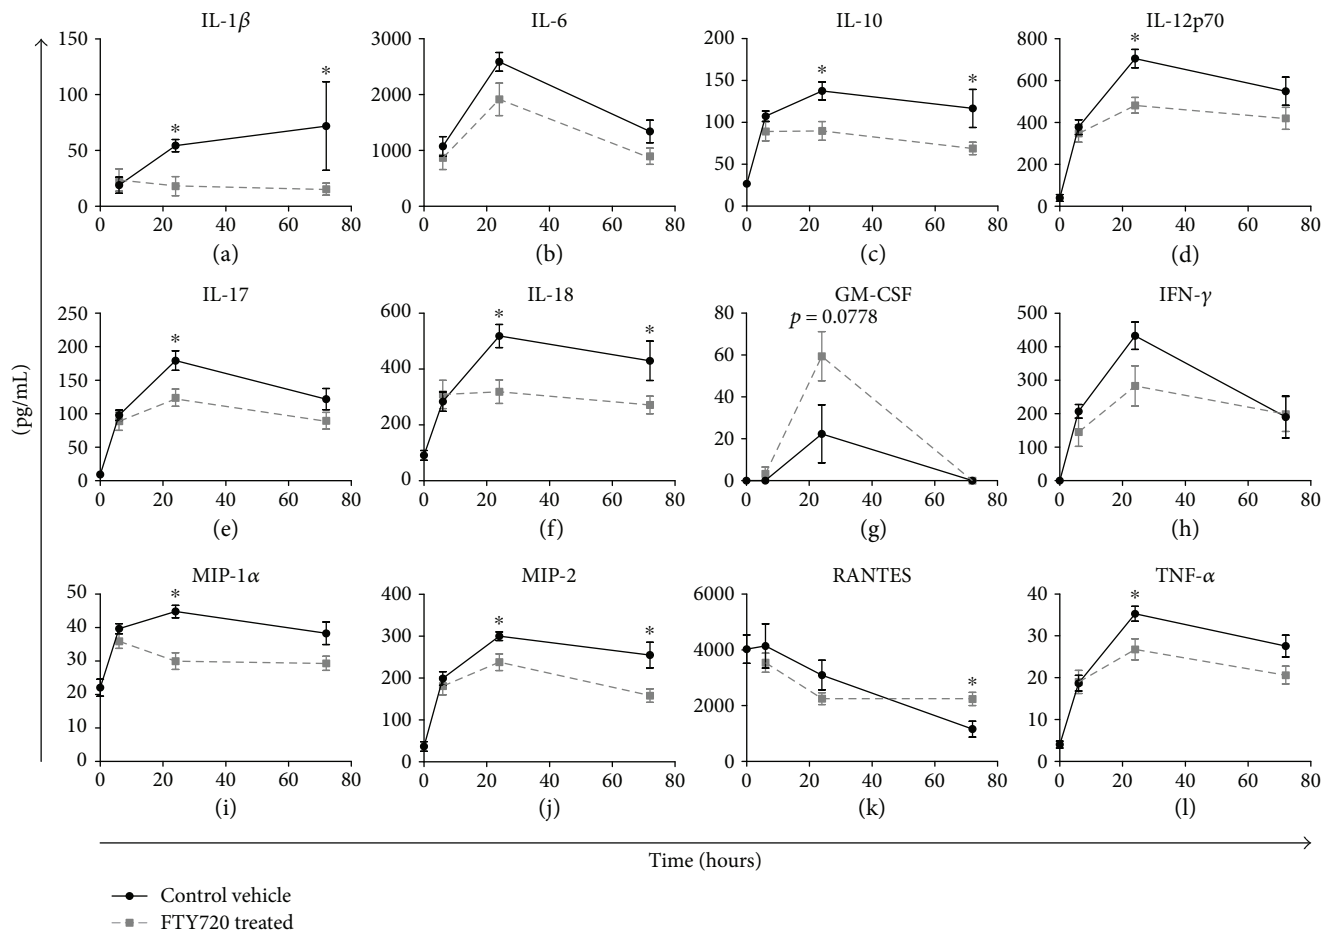 IL-1β IL-6 IL-10 IL-12p70
150 3000 200 800
* * * * *
100 2000 150 600
100 400
50 1000 50 200
0 0 0 0
0 20 40 60 80 0 20 40 60 80 0 20 40 60 80 0 20 40 60 80
(a) (b) (c) (d)
IL-17 IL-18 GM-CSF IFN-γ
p = 0.0778
250 600 80 500
* * *
200 400 60 400
150 40 300
100 200 20 200
50 100
0 0 0 0
0 20 40 60 80 0 20 40 60 80 0 20 40 60 80 0 20 40 60 80
(e) (f) (g) (h)
(pg/mL)
MIP-1α MIP-2 RANTES TNF-α
50 400 6000 40
* * * * *
40 300 4000 30
30 200 20
20 100 2000 10
10
0 0 0 0
0 20 40 60 80 0 20 40 60 80 0 20 40 60 80 0 20 40 60 80
(i) (j) (k) (l)
Time (hours)
Control vehicle
FTY720 treated